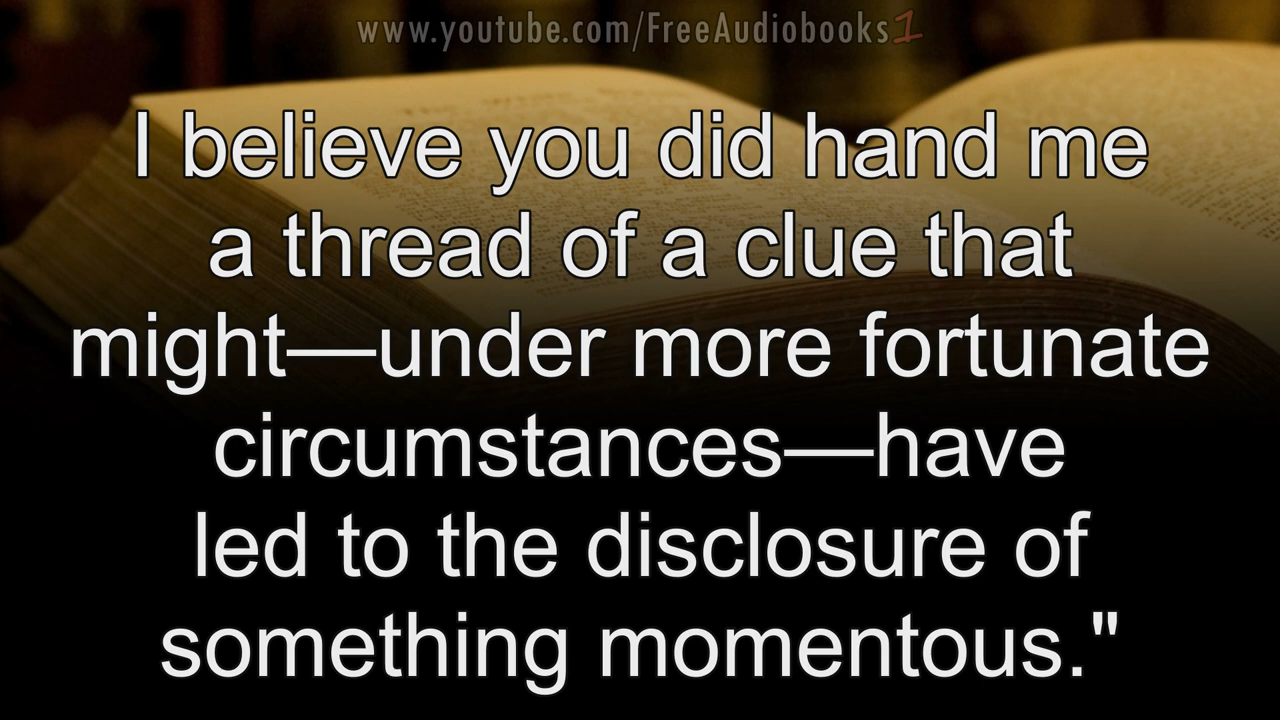 www.youtube.com/FreeAudiobooks1
I believe you did hand me
a thread of a clue that
might—under more fortunate
circumstances—have
led to the disclosure of
something momentous."